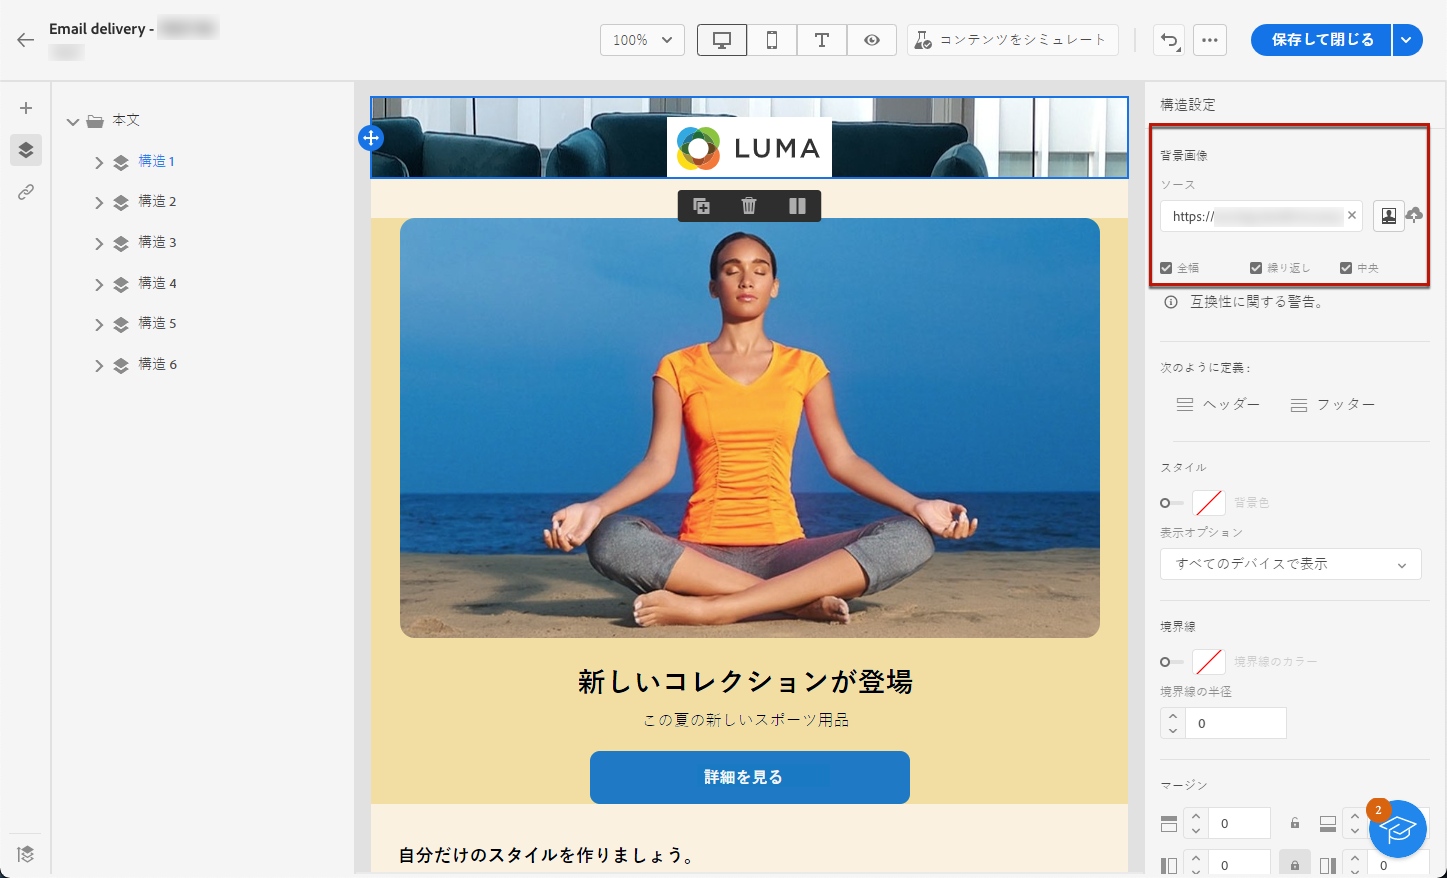 Email delivery -
100%
コンテンツをシミュレート
保存して閉じる
本文
構造 1
構造 2
構造 3
構造 4
構造 5
構造 6
LUMA
新しいコレクションが登場
この夏の新しいスポーツ用品
詳細を見る
自分だけのスタイルを作りましょう。
構造設定
背景画像
ソース
https://
全幅 繰り返し 中央
互換性に関する警告。
次のように定義 :
ヘッダー フッター
スタイル
背景色
表示オプション
すべてのデバイスで表示
境界線
境界線のカラー
境界線の半径
0
マージン
0
2
0 0